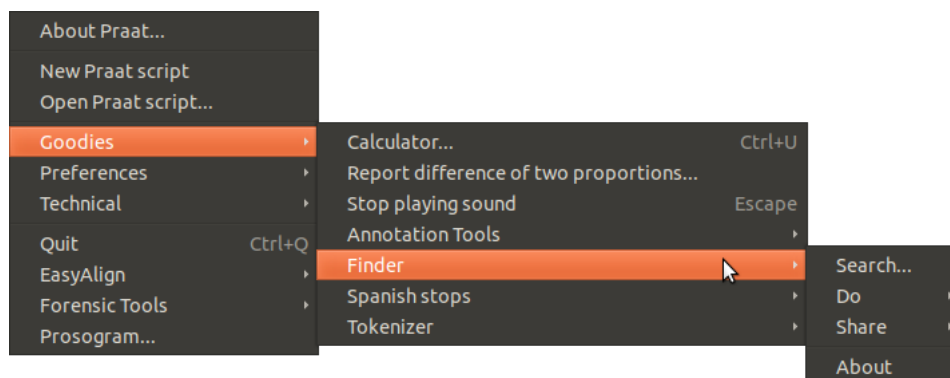 About Praat...
New Praat script
Open Praat script...
Goodies
Preferences
Technical
Quit Ctrl+Q
EasyAlign
Forensic Tools
Prosogram...
Calculator... Ctrl+U
Report difference of two proportions...
Stop playing sound Escape
Annotation Tools
Finder
Spanish stops
Tokenizer
Search...
Do
Share
About